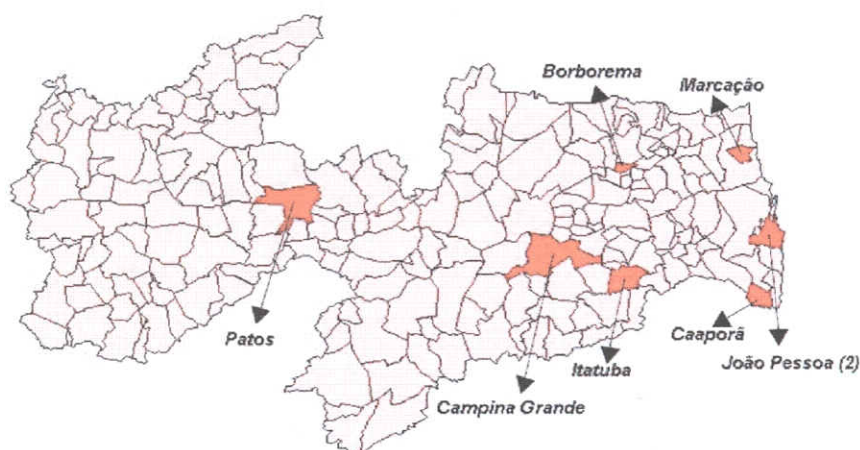 Borborema
Marcação
Patos
Caaporã
João Pessoa (2)
Itatuba
Campina Grande